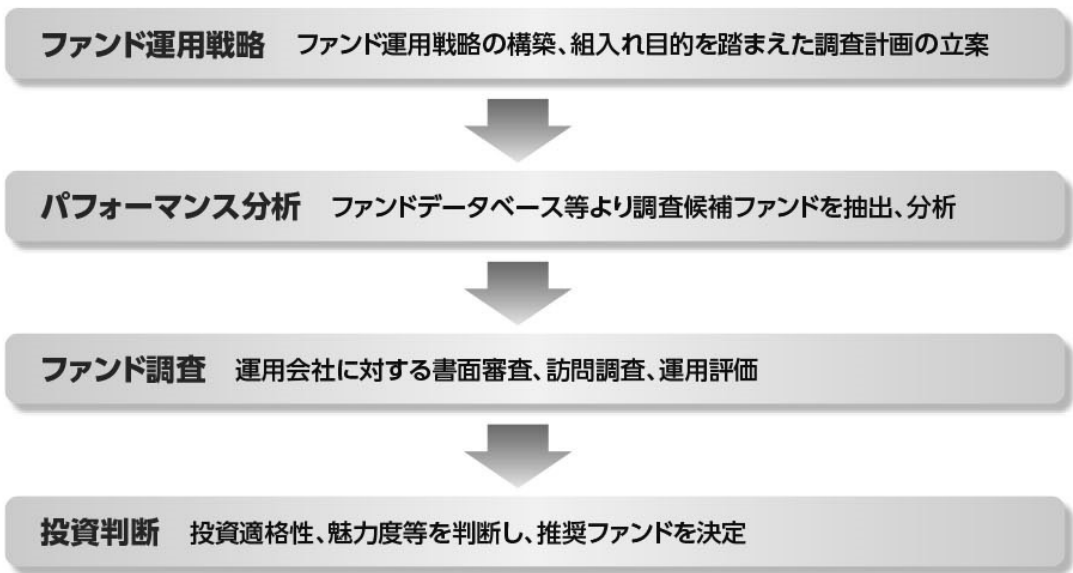 ファンド運用戦略 ファンド運用戦略の構築、組入れ目的を踏まえた調査計画の立案
パフォーマンス分析 ファンドデータベース等より調査候補ファンドを抽出、分析
ファンド調査 運用会社に対する書面審査、訪問調査、運用評価
投資判断 投資適格性、魅力度等を判断し、推奨ファンドを決定